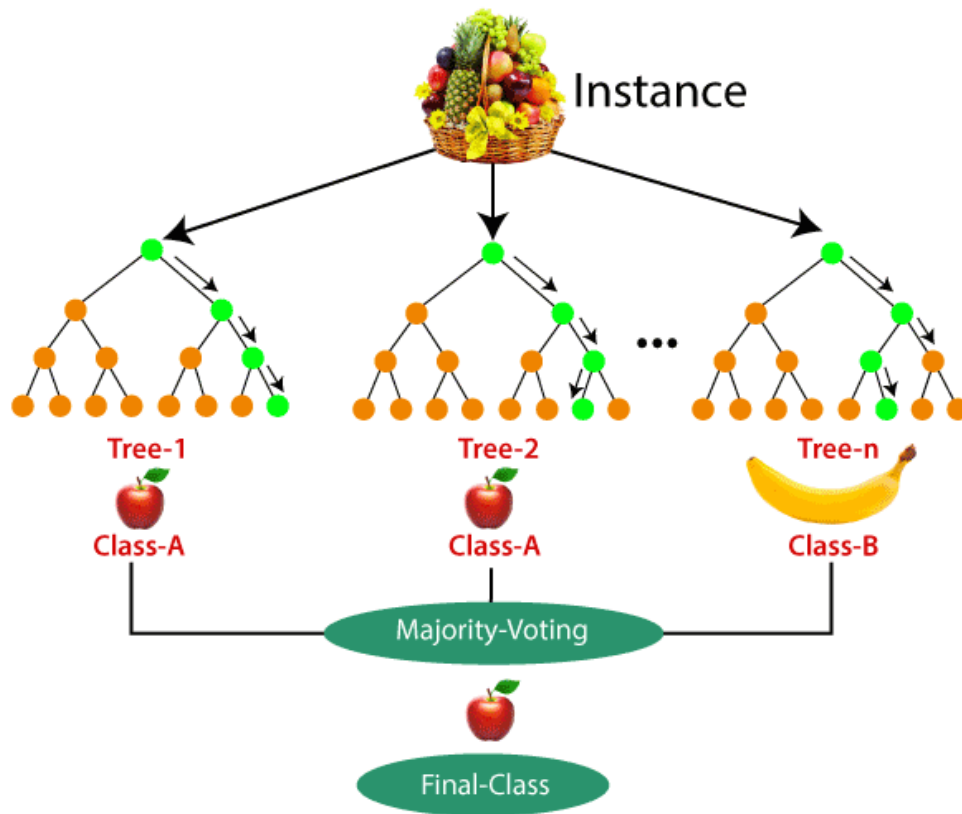 Instance
...
Tree-1
Tree-2
Tree-n
Class-A
Class-A
Class-B
Majority-Voting
Final-Class